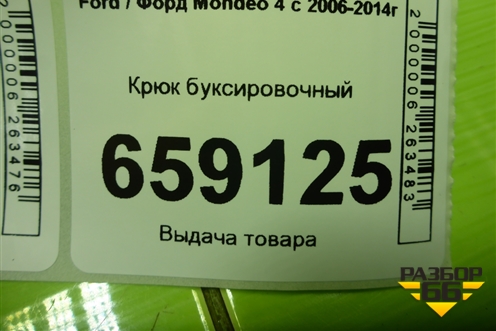 Ford / Форд Mondeo 4 с 2006-2014г
Крюк буксировочный
659125
Выдача товара
2000006263476
2000006263483
РАЗБОР
66